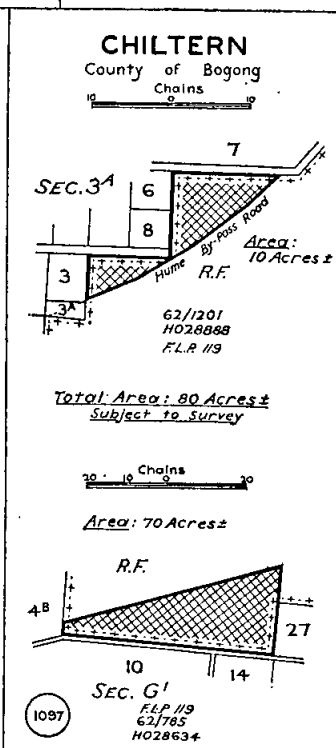 CHILTERN
County of Bogong
Chains
10 0 10
7
SEC. 3A
6
8
Hume By-Pass Road
Area:
10 Acres ±
R.F.
3
3A
62/1201
H028888
F.L.P. 119
Total Area: 80 Acres ±
Subject to Survey
Chains
20 10 0 20
Area: 70 Acres ±
R.F.
4B
27
10
14
SEC. G1
F.L.P. 119
62/785
H028634
1097